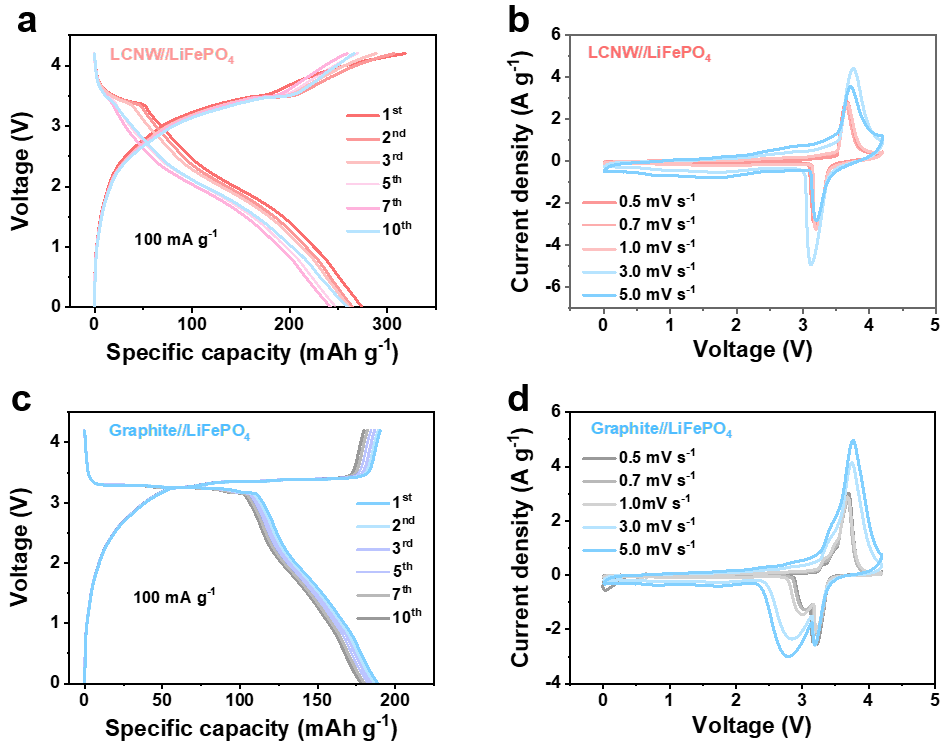 a
LCNW//LiFePO₄
Voltage (V)
4
3
2
1
0
1ˢᵗ
2ⁿᵈ
3ʳᵈ
5ᵗʰ
7ᵗʰ
10ᵗʰ
100 mA g⁻¹
0 100 200 300
Specific capacity (mAh g⁻¹)
b
LCNW//LiFePO₄
Current density (A g⁻¹)
6
4
2
0
-2
-4
-6
0.5 mV s⁻¹
0.7 mV s⁻¹
1.0 mV s⁻¹
3.0 mV s⁻¹
5.0 mV s⁻¹
0 1 2 3 4 5
Voltage (V)
c
Graphite//LiFePO₄
Voltage (V)
4
3
2
1
0
1ˢᵗ
2ⁿᵈ
3ʳᵈ
5ᵗʰ
7ᵗʰ
10ᵗʰ
100 mA g⁻¹
0 50 100 150 200
Specific capacity (mAh g⁻¹)
d
Graphite//LiFePO₄
Current density (A g⁻¹)
6
4
2
0
-2
-4
0.5 mV s⁻¹
0.7 mV s⁻¹
1.0mV s⁻¹
3.0 mV s⁻¹
5.0 mV s⁻¹
0 1 2 3 4 5
Voltage (V)